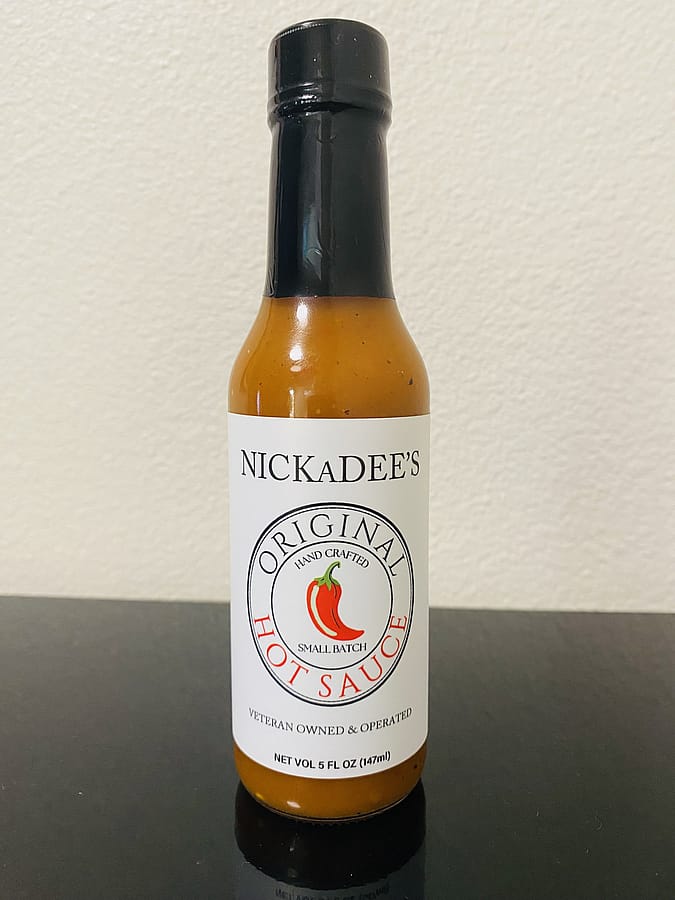 NICKADEE'S
ORIGINAL
HAND CRAFTED
SMALL BATCH
HOT SAUCE
VETERAN OWNED & OPERATED
NET VOL 5 FL OZ (147ml)